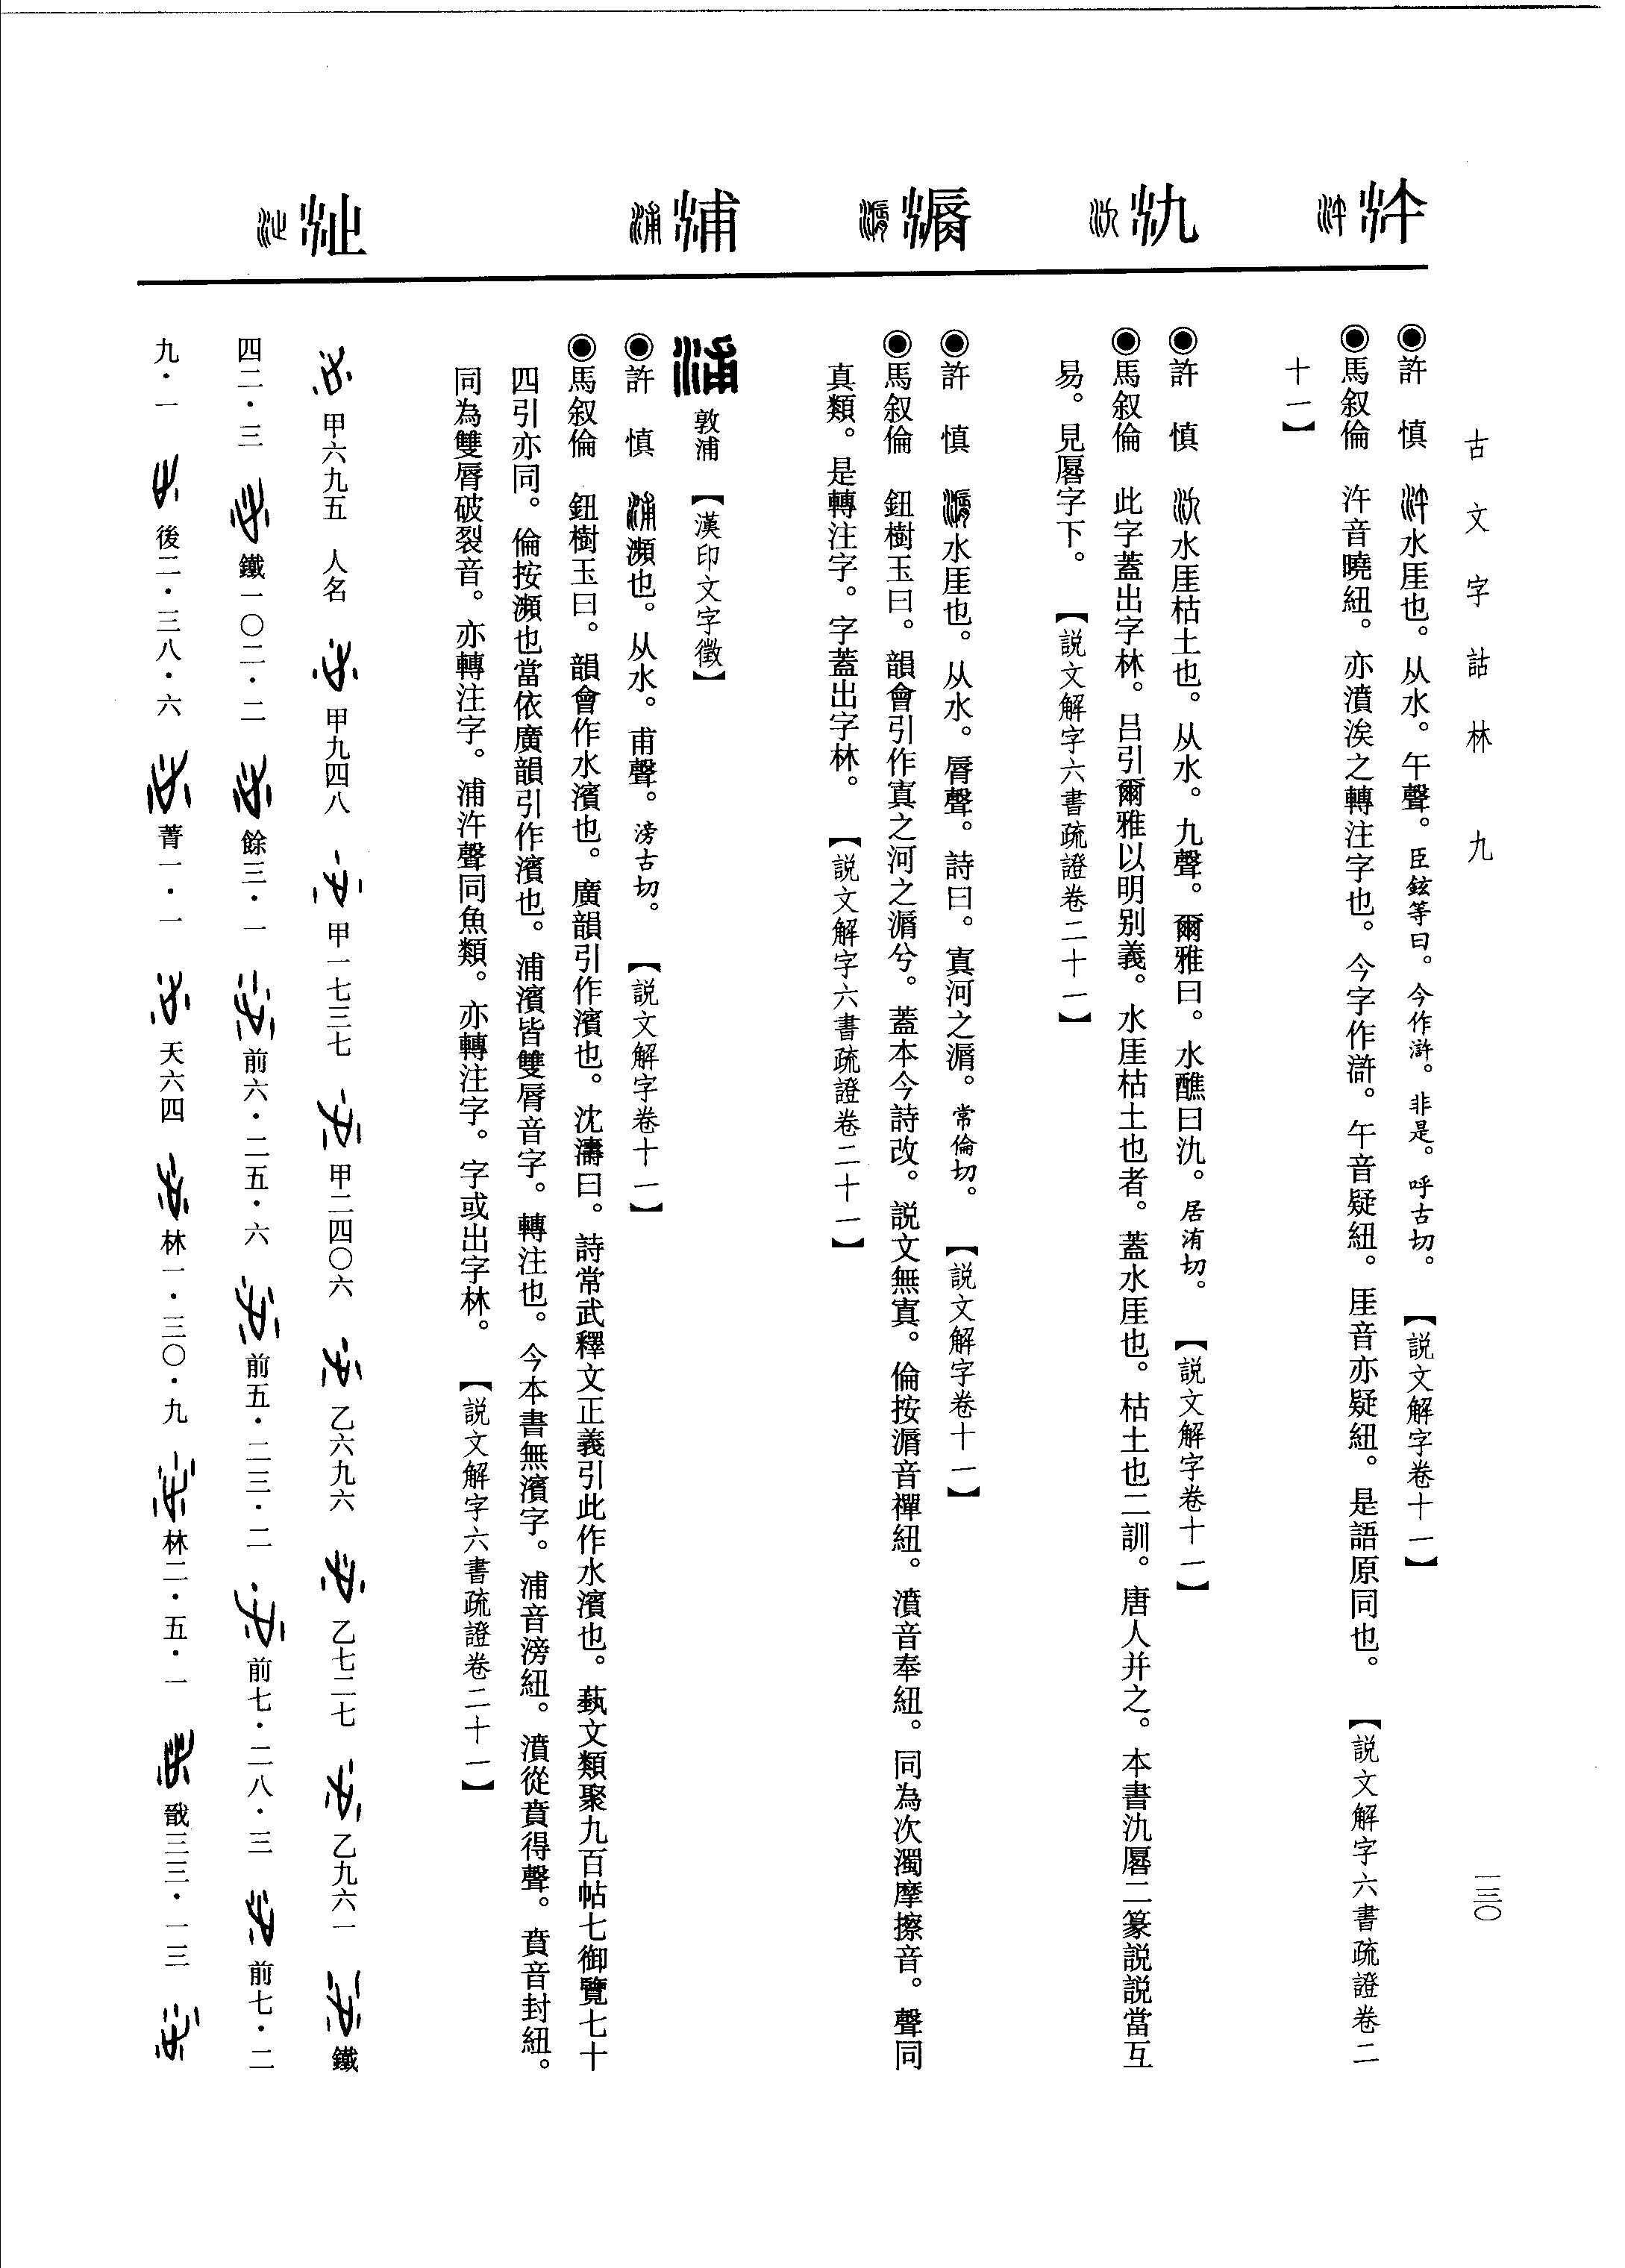 古文字詁林 九
一三〇
汻
汻
氿
氿
漘
漘
浦
浦
沚
沚
◉許 慎 汻水厓也。从水。午聲。臣鉉等曰。今作滸。非是。呼古切。 【説文解字卷十一】
◉馬叙倫 汻音曉紐。亦濆涘之轉注字也。今字作滸。午音疑紐。厓音亦疑紐。是語原同也。 【説文解字六書疏證卷二
十一】
◉許 慎 氿水厓枯土也。从水。九聲。爾雅曰。水醮曰氿。居洧切。 【説文解字卷十一】
◉馬叙倫 此字蓋出字林。呂引爾雅以明别義。水厓枯土也者。蓋水厓也。枯土也二訓。唐人并之。本書氿厬二篆説説當互
易。見厬字下。 【説文解字六書疏證卷二十一】
◉許 慎 漘水厓也。从水。脣聲。詩曰。寘河之漘。常倫切。 【説文解字卷十一】
◉馬叙倫 鈕樹玉曰。韻會引作寘之河之漘兮。蓋本今詩改。説文無寘。倫按漘音禪紐。濆音奉紐。同為次濁摩擦音。聲同
真類。是轉注字。字蓋出字林。 【説文解字六書疏證卷二十一】
敦浦 【漢印文字徵】
◉許 慎 浦瀕也。从水。甫聲。滂古切。 【説文解字卷十一】
◉馬叙倫 鈕樹玉曰。韻會作水濱也。廣韻引作濱也。沈濤曰。詩常武釋文正義引此作水濱也。蓺文類聚九百帖七御覽七十
四引亦同。倫按瀕也當依廣韻引作濱也。浦濱皆雙脣音字。轉注也。今本書無濱字。浦音滂紐。濆從賁得聲。賁音封紐。
同為雙脣破裂音。亦轉注字。浦汻聲同魚類。亦轉注字。字或出字林。 【説文解字六書疏證卷二十一】
甲六九五 人名 甲九四八 甲一七三七 甲二四〇六 乙六九六 乙七二七 乙九六一 鐵
四二·三 鐵一〇二·二 餘三·一 前六·二五·六 前五·二三·二 前七·二八·三 前七·二
九·一 後二·三八·六 菁一·一 天六四 林一·三〇·九 林二·五·一 戩三三·一三